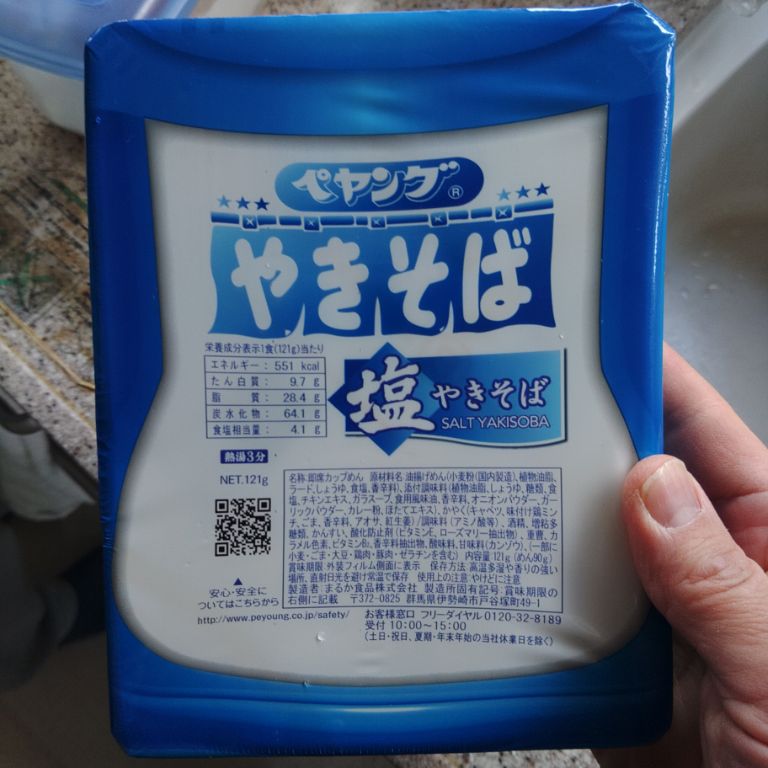 ペヤング®
やきそば
栄養成分表示1食(121g)当たり
エネルギー: 551 kcal
たん白質: 9.7 g
脂質: 28.4 g
炭水化物: 64.1 g
食塩相当量: 4.1 g
塩やきそば
SALT YAKISOBA
熱湯3分
NET.121g
名称:即席カップめん 原材料名:油揚げめん(小麦粉(国内製造)、植物油脂、
ラード、しょうゆ、食塩、香辛料)、添付調味料(植物油脂、しょうゆ、糖類、食
塩、チキンエキス、ガラスープ、食用風味油、香辛料、オニオンパウダー、ガー
リックパウダー、カレー粉、ほたてエキス)、かやく(キャベツ、味付け鶏ミン
チ、ごま、香辛料、アオサ、紅生姜)/調味料(アミノ酸等)、酒精、増粘多
糖類、かんすい、酸化防止剤(ビタミンE、ローズマリー抽出物)、重曹、カ
ラメル色素、ビタミンB₂、香辛料抽出物、酸味料、甘味料(カンゾウ)、(一部に
小麦・ごま・大豆・鶏肉・豚肉・ゼラチンを含む) 内容量:121g(めん90g)
賞味期限:外装フィルム側面に表示 保存方法:高温多湿や香りの強い
場所、直射日光を避け常温で保存 使用上の注意:やけどに注意
製造者:まるか食品株式会社 製造所固有記号:賞味期限の
右側に記載 〒372-0825 群馬県伊勢崎市戸谷塚町49-1
安心・安全に
ついてはこちらから
http://www.peyoung.co.jp/safety/
お客様窓口 フリーダイヤル 0120-32-8189
受付 10:00〜15:00
(土・日・祝日、夏期・年末年始の当社休業日を除く)